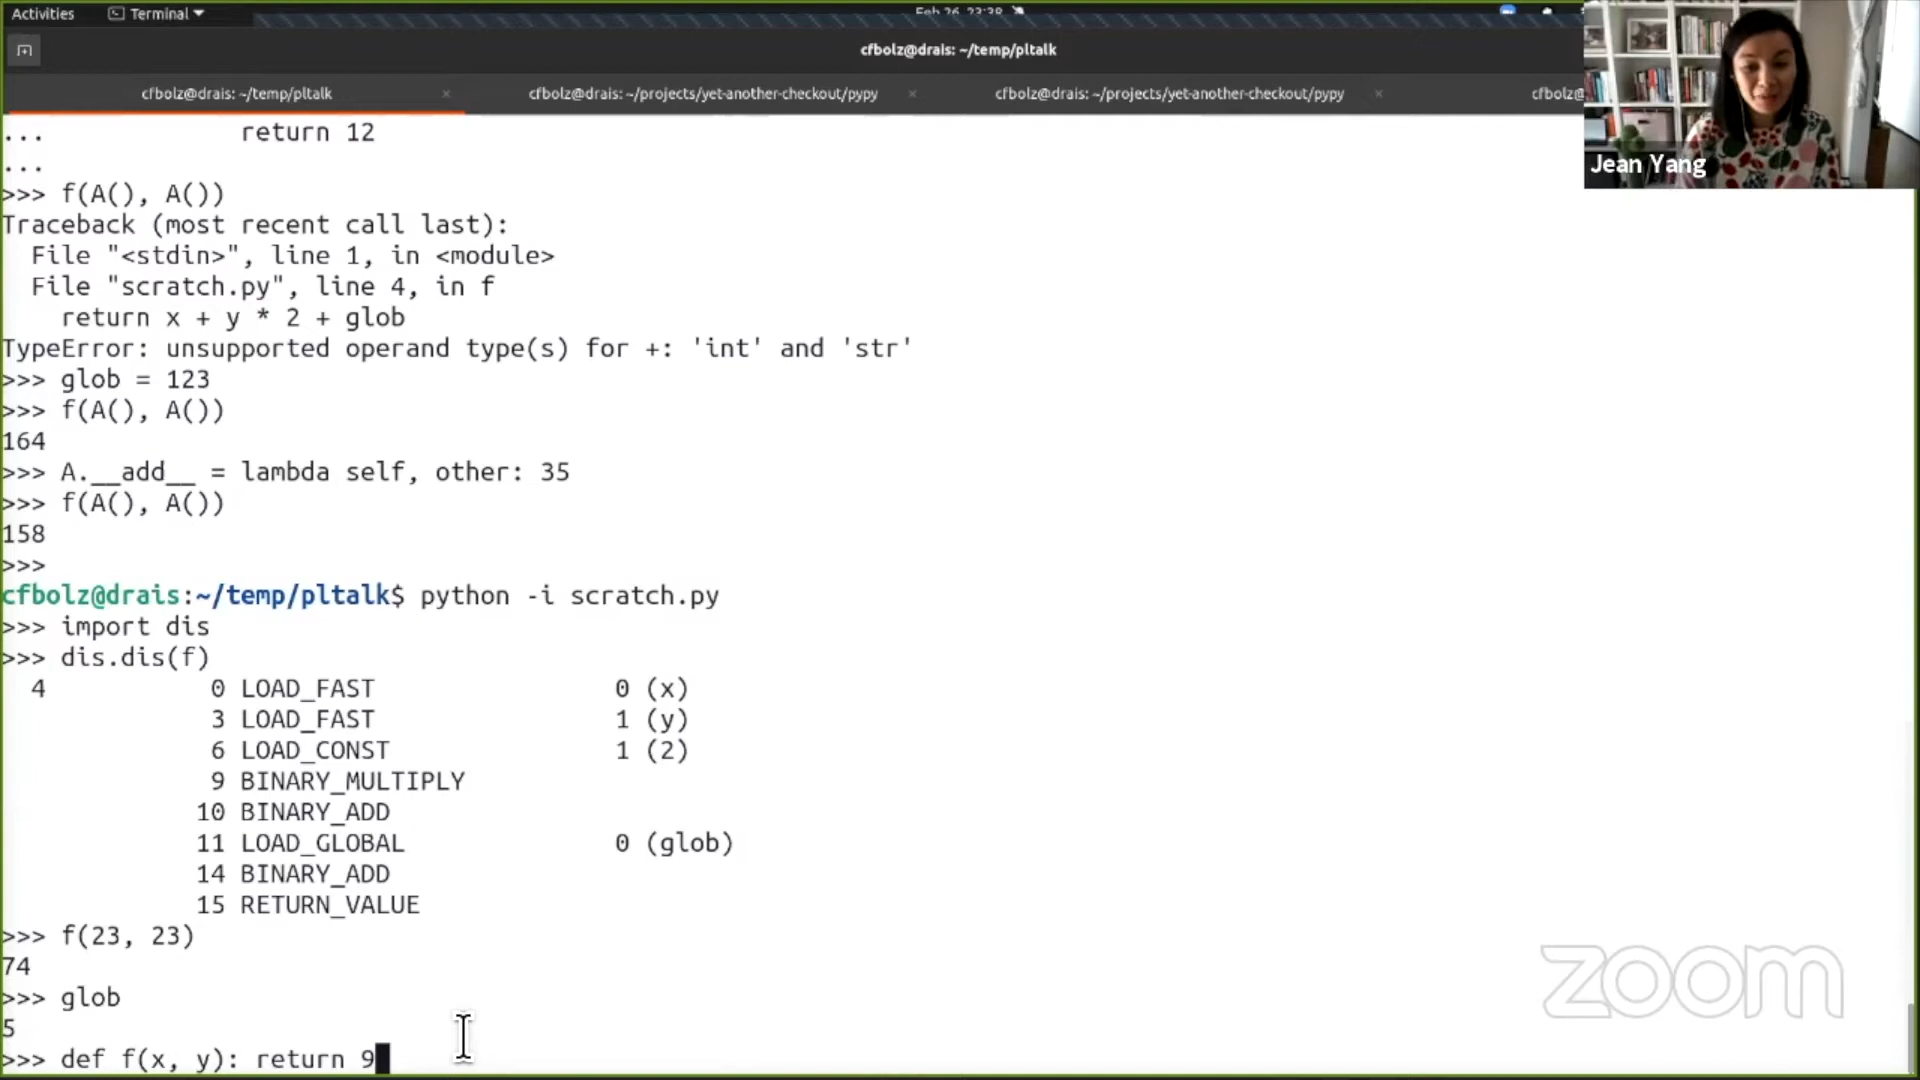 Activities
Terminal
Feb 26 23:38
cfbolz@drais: ~/temp/pltalk
cfbolz@drais: ~/temp/pltalk
cfbolz@drais: ~/projects/yet-another-checkout/pypy
cfbolz@drais: ~/projects/yet-another-checkout/pypy
cfbolz@
Jean Yang
...             return 12
...
>>> f(A(), A())
Traceback (most recent call last):
  File "<stdin>", line 1, in <module>
  File "scratch.py", line 4, in f
    return x + y * 2 + glob
TypeError: unsupported operand type(s) for +: 'int' and 'str'
>>> glob = 123
>>> f(A(), A())
164
>>> A.__add__ = lambda self, other: 35
>>> f(A(), A())
158
>>>
cfbolz@drais:~/temp/pltalk$ python -i scratch.py
>>> import dis
>>> dis.dis(f)
  4           0 LOAD_FAST                0 (x)
              3 LOAD_FAST                1 (y)
              6 LOAD_CONST               1 (2)
              9 BINARY_MULTIPLY
             10 BINARY_ADD
             11 LOAD_GLOBAL              0 (glob)
             14 BINARY_ADD
             15 RETURN_VALUE
>>> f(23, 23)
74
>>> glob
5
>>> def f(x, y): return 9
zoom